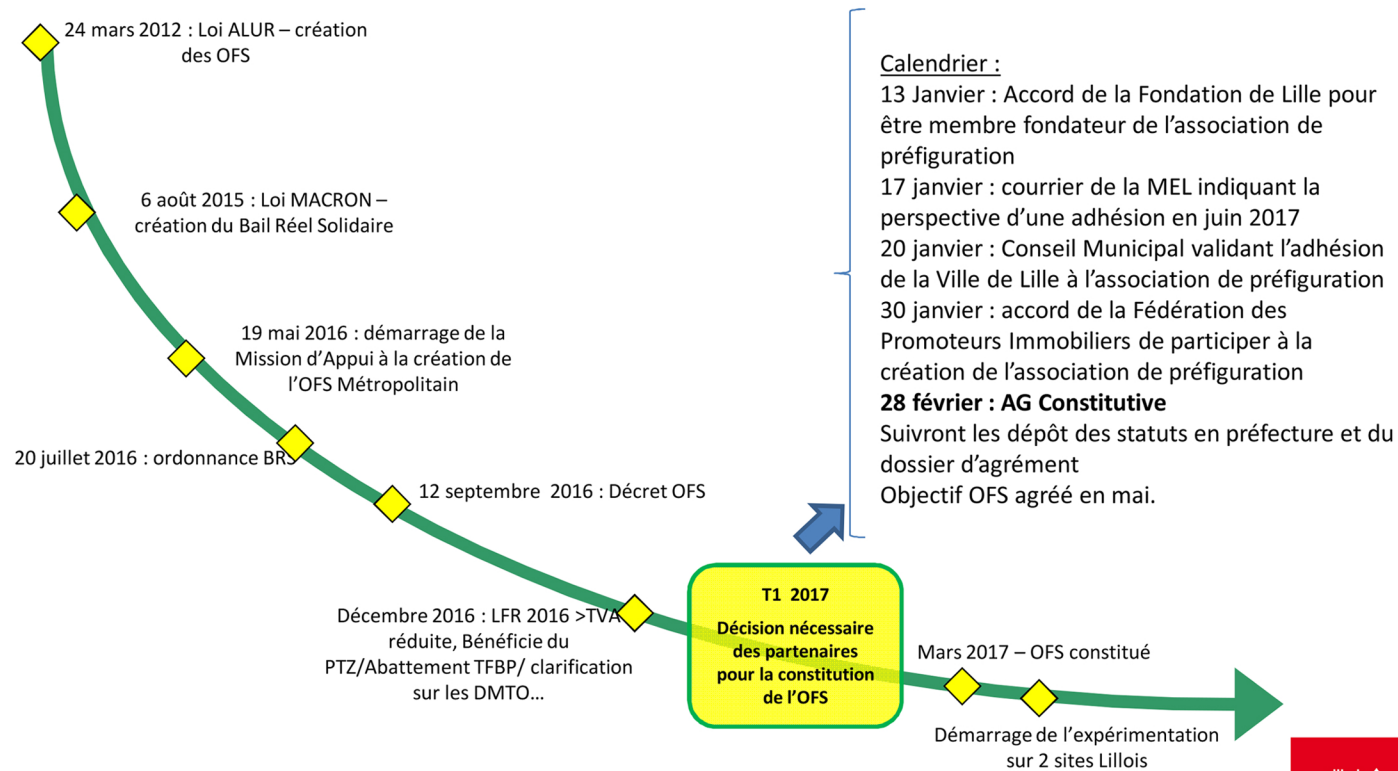 24 mars 2012 : Loi ALUR – création
des OFS
6 août 2015 : Loi MACRON –
création du Bail Réel Solidaire
19 mai 2016 : démarrage de la
Mission d’Appui à la création de
l’OFS Métropolitain
20 juillet 2016 : ordonnance BRS
12 septembre 2016 : Décret OFS
Décembre 2016 : LFR 2016 >TVA
réduite, Bénéficie du
PTZ/Abattement TFBP/ clarification
sur les DMTO…
T1 2017
Décision nécessaire
des partenaires
pour la constitution
de l’OFS
Calendrier :
13 Janvier : Accord de la Fondation de Lille pour
être membre fondateur de l’association de
préfiguration
17 janvier : courrier de la MEL indiquant la
perspective d’une adhésion en juin 2017
20 janvier : Conseil Municipal validant l’adhésion
de la Ville de Lille à l’association de préfiguration
30 janvier : accord de la Fédération des
Promoteurs Immobiliers de participer à la
création de l’association de préfiguration
28 février : AG Constitutive
Suivront les dépôt des statuts en préfecture et du
dossier d’agrément
Objectif OFS agréé en mai.
Mars 2017 – OFS constitué
Démarrage de l’expérimentation
sur 2 sites Lillois